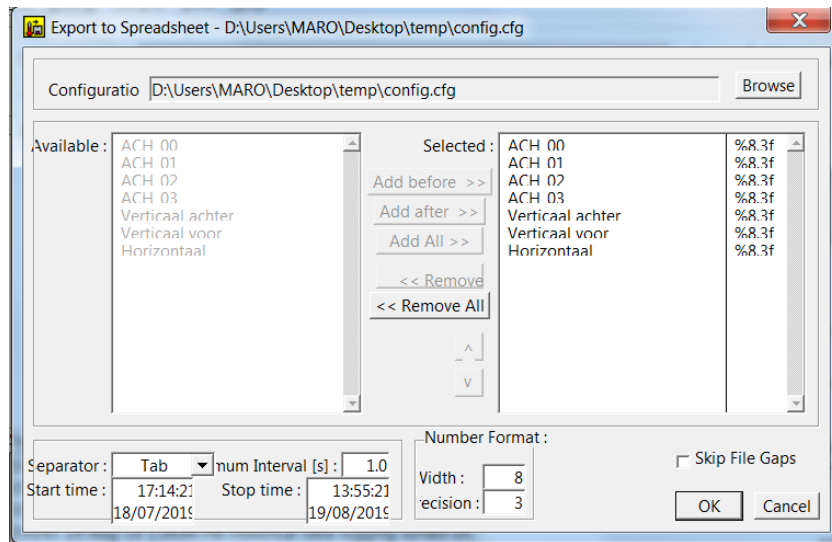 Export to Spreadsheet - D:\Users\MARO\Desktop\temp\config.cfg
X
Configuratio D:\Users\MARO\Desktop\temp\config.cfg Browse
Available : Selected :
ACH 00
ACH 01
ACH 02
ACH 03
Verticaal achter
Verticaal voor
Horizontaal
Add before >>
Add after >>
Add All >>
<< Remove
<< Remove All
^
v
ACH 00 %8.3f
ACH 01 %8.3f
ACH 02 %8.3f
ACH 03 %8.3f
Verticaal achter %8.3f
Verticaal voor %8.3f
Horizontaal %8.3f
Separator : Tab num Interval [s] : 1.0
Start time : 17:14:21 Stop time : 13:55:21
18/07/2019 19/08/2019
Number Format :
Width : 8
recision : 3
Skip File Gaps
OK Cancel